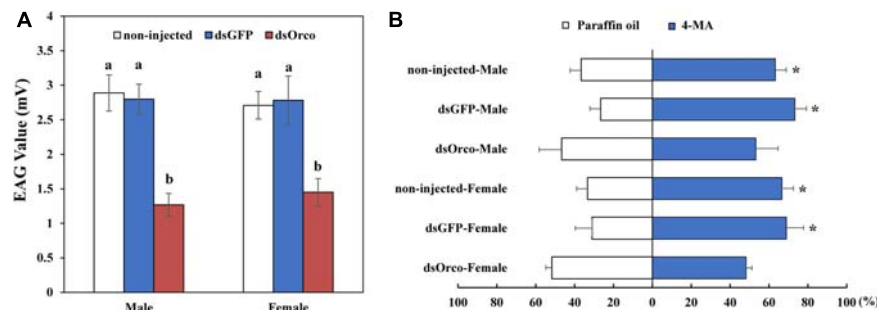 A
non-injected dsGFP dsOrco
EAG Value (mV)
4
3.5
3
2.5
2
1.5
1
0.5
0
a a a a
b b
Male Female
B
Paraffin oil 4-MA
non-injected-Male *
dsGFP-Male *
dsOrco-Male
non-injected-Female *
dsGFP-Female *
dsOrco-Female
100 80 60 40 20 0 20 40 60 80 100 (%)